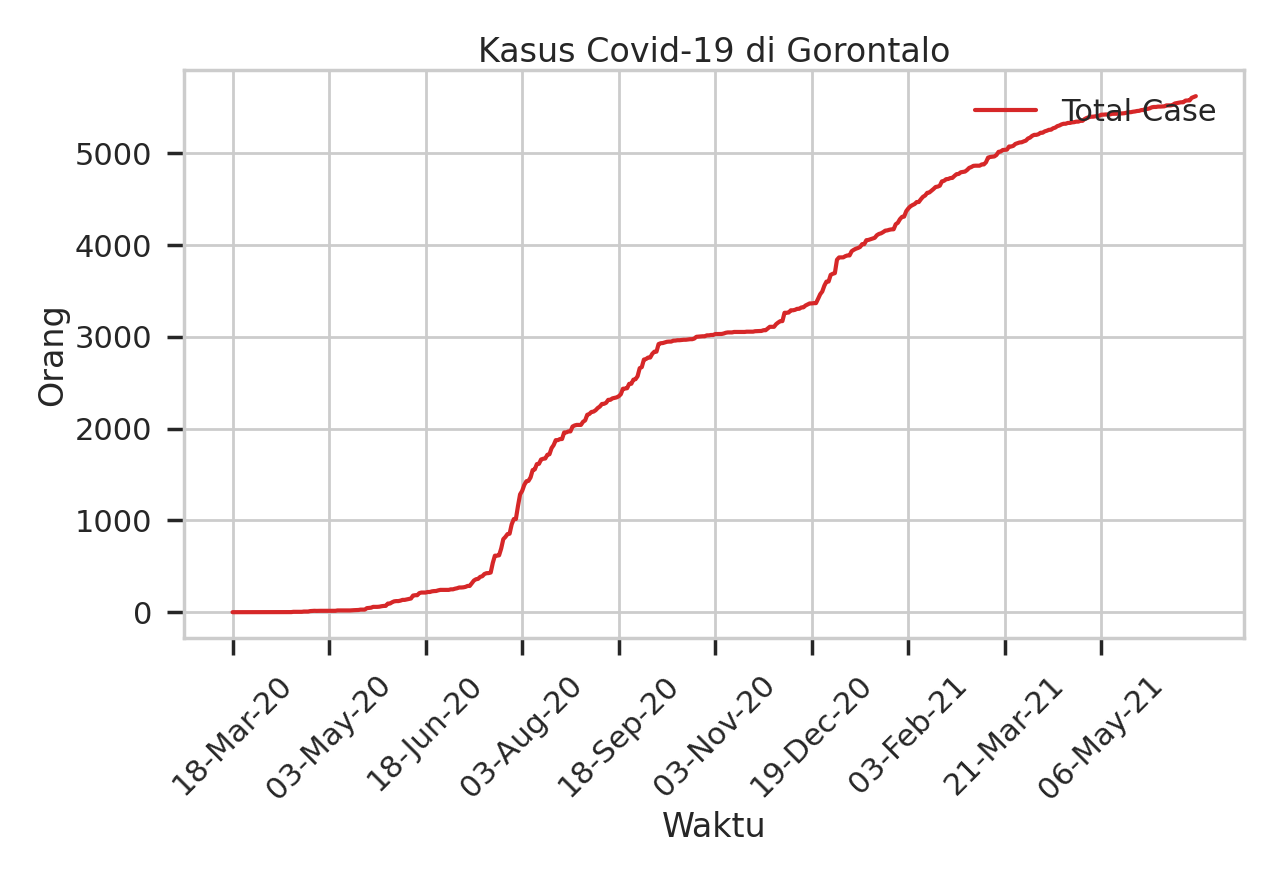 Kasus Covid-19 di Gorontalo
Total Case
Orang
5000
4000
3000
2000
1000
0
18-Mar-20
03-May-20
18-Jun-20
03-Aug-20
18-Sep-20
03-Nov-20
19-Dec-20
03-Feb-21
21-Mar-21
06-May-21
Waktu